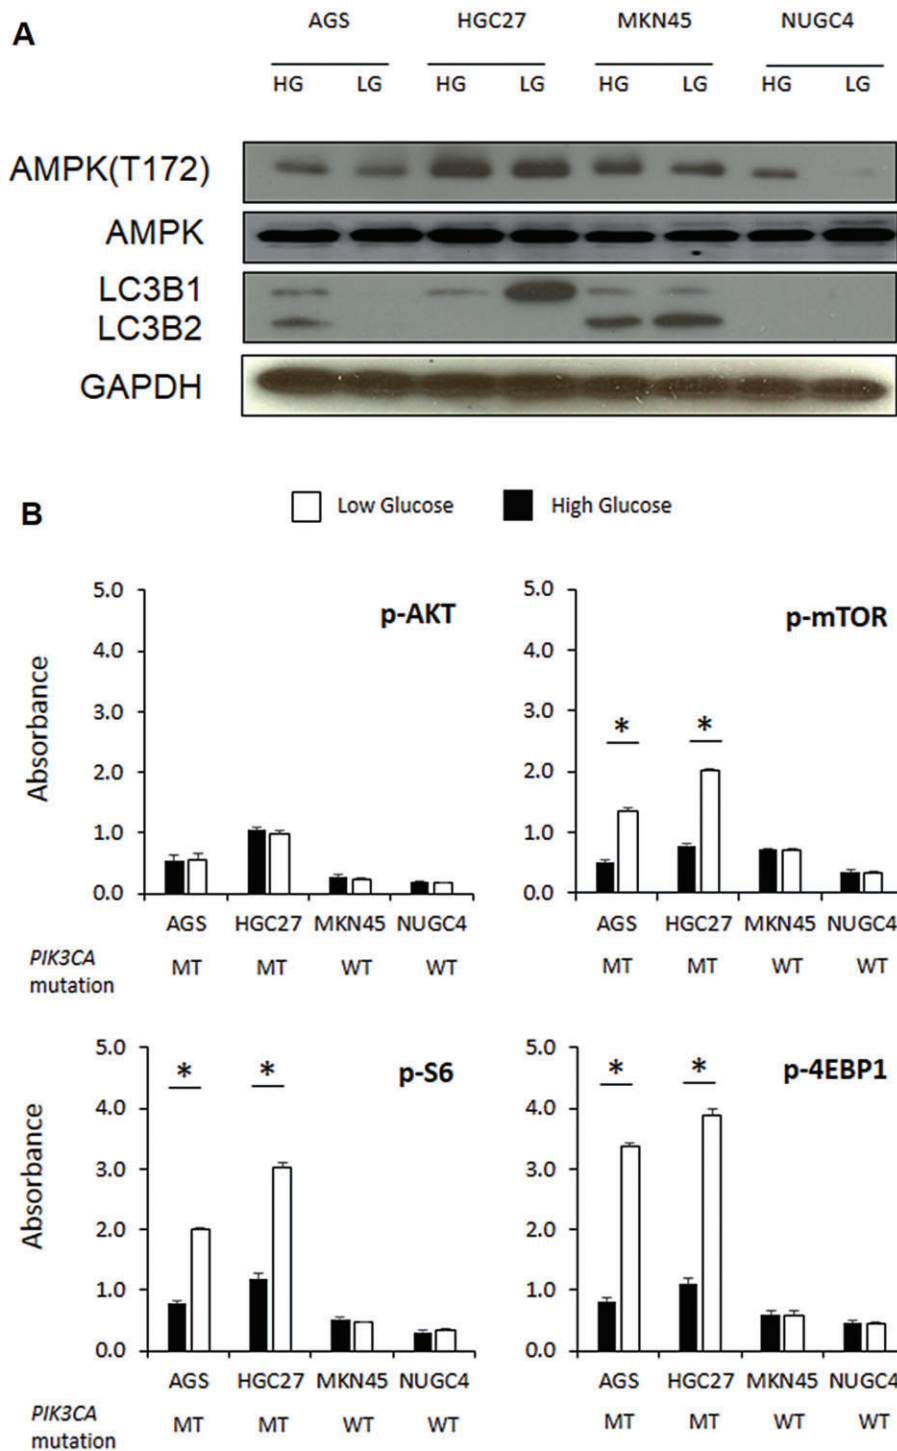 A
AGS HGC27 MKN45 NUGC4
HG LG HG LG HG LG HG LG
AMPK(T172)
AMPK
LC3B1
LC3B2
GAPDH
B
Low Glucose High Glucose
5.0 p-AKT
4.0
3.0
2.0
1.0
0.0
Absorbance
AGS HGC27 MKN45 NUGC4
PIK3CA
mutation
MT MT WT WT
5.0 p-mTOR
4.0
3.0
2.0
1.0
0.0
* *
AGS HGC27 MKN45 NUGC4
MT MT WT WT
5.0 p-S6
4.0
3.0
2.0
1.0
0.0
* *
Absorbance
AGS HGC27 MKN45 NUGC4
PIK3CA
mutation
MT MT WT WT
5.0 p-4EBP1
4.0
3.0
2.0
1.0
0.0
* *
AGS HGC27 MKN45 NUGC4
MT MT WT WT